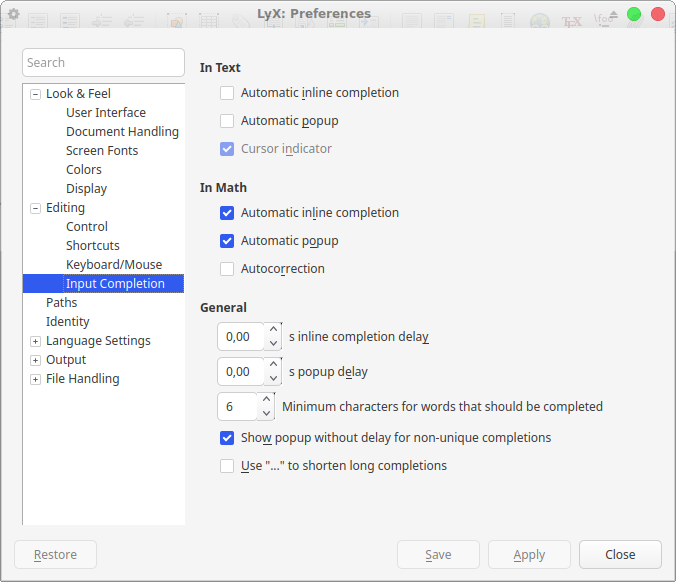 LyX: Preferences
Search
Look & Feel
User Interface
Document Handling
Screen Fonts
Colors
Display
Editing
Control
Shortcuts
Keyboard/Mouse
Input Completion
Paths
Identity
Language Settings
Output
File Handling
In Text
Automatic inline completion
Automatic popup
Cursor indicator
In Math
Automatic inline completion
Automatic popup
Autocorrection
General
0,00 s inline completion delay
0,00 s popup delay
6 Minimum characters for words that should be completed
Show popup without delay for non-unique completions
Use "..." to shorten long completions
Restore
Save
Apply
Close